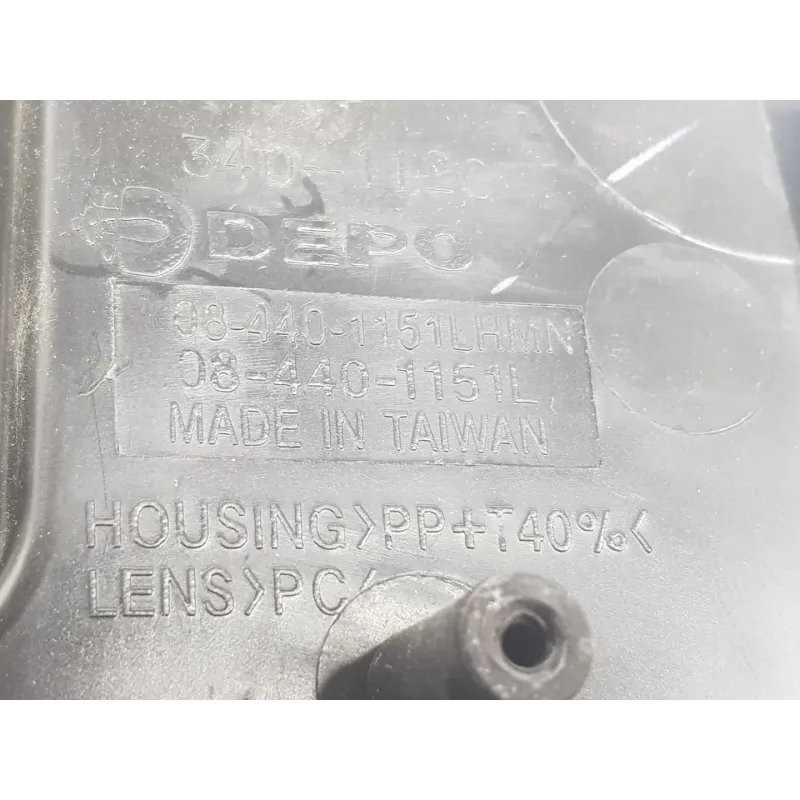 DEPO
08-440-1151LHMN
08-440-1151L
MADE IN TAIWAN
HOUSING>PP+T40%<
LENS>PC<